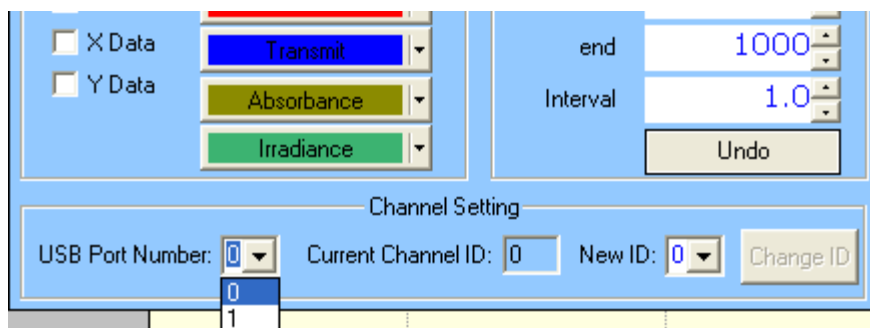 X Data
Transmit
end
1000
Y Data
Absorbance
Interval
1.0
Irradiance
Undo
Channel Setting
USB Port Number: 0
Current Channel ID: 0
New ID: 0
Change ID
0
1